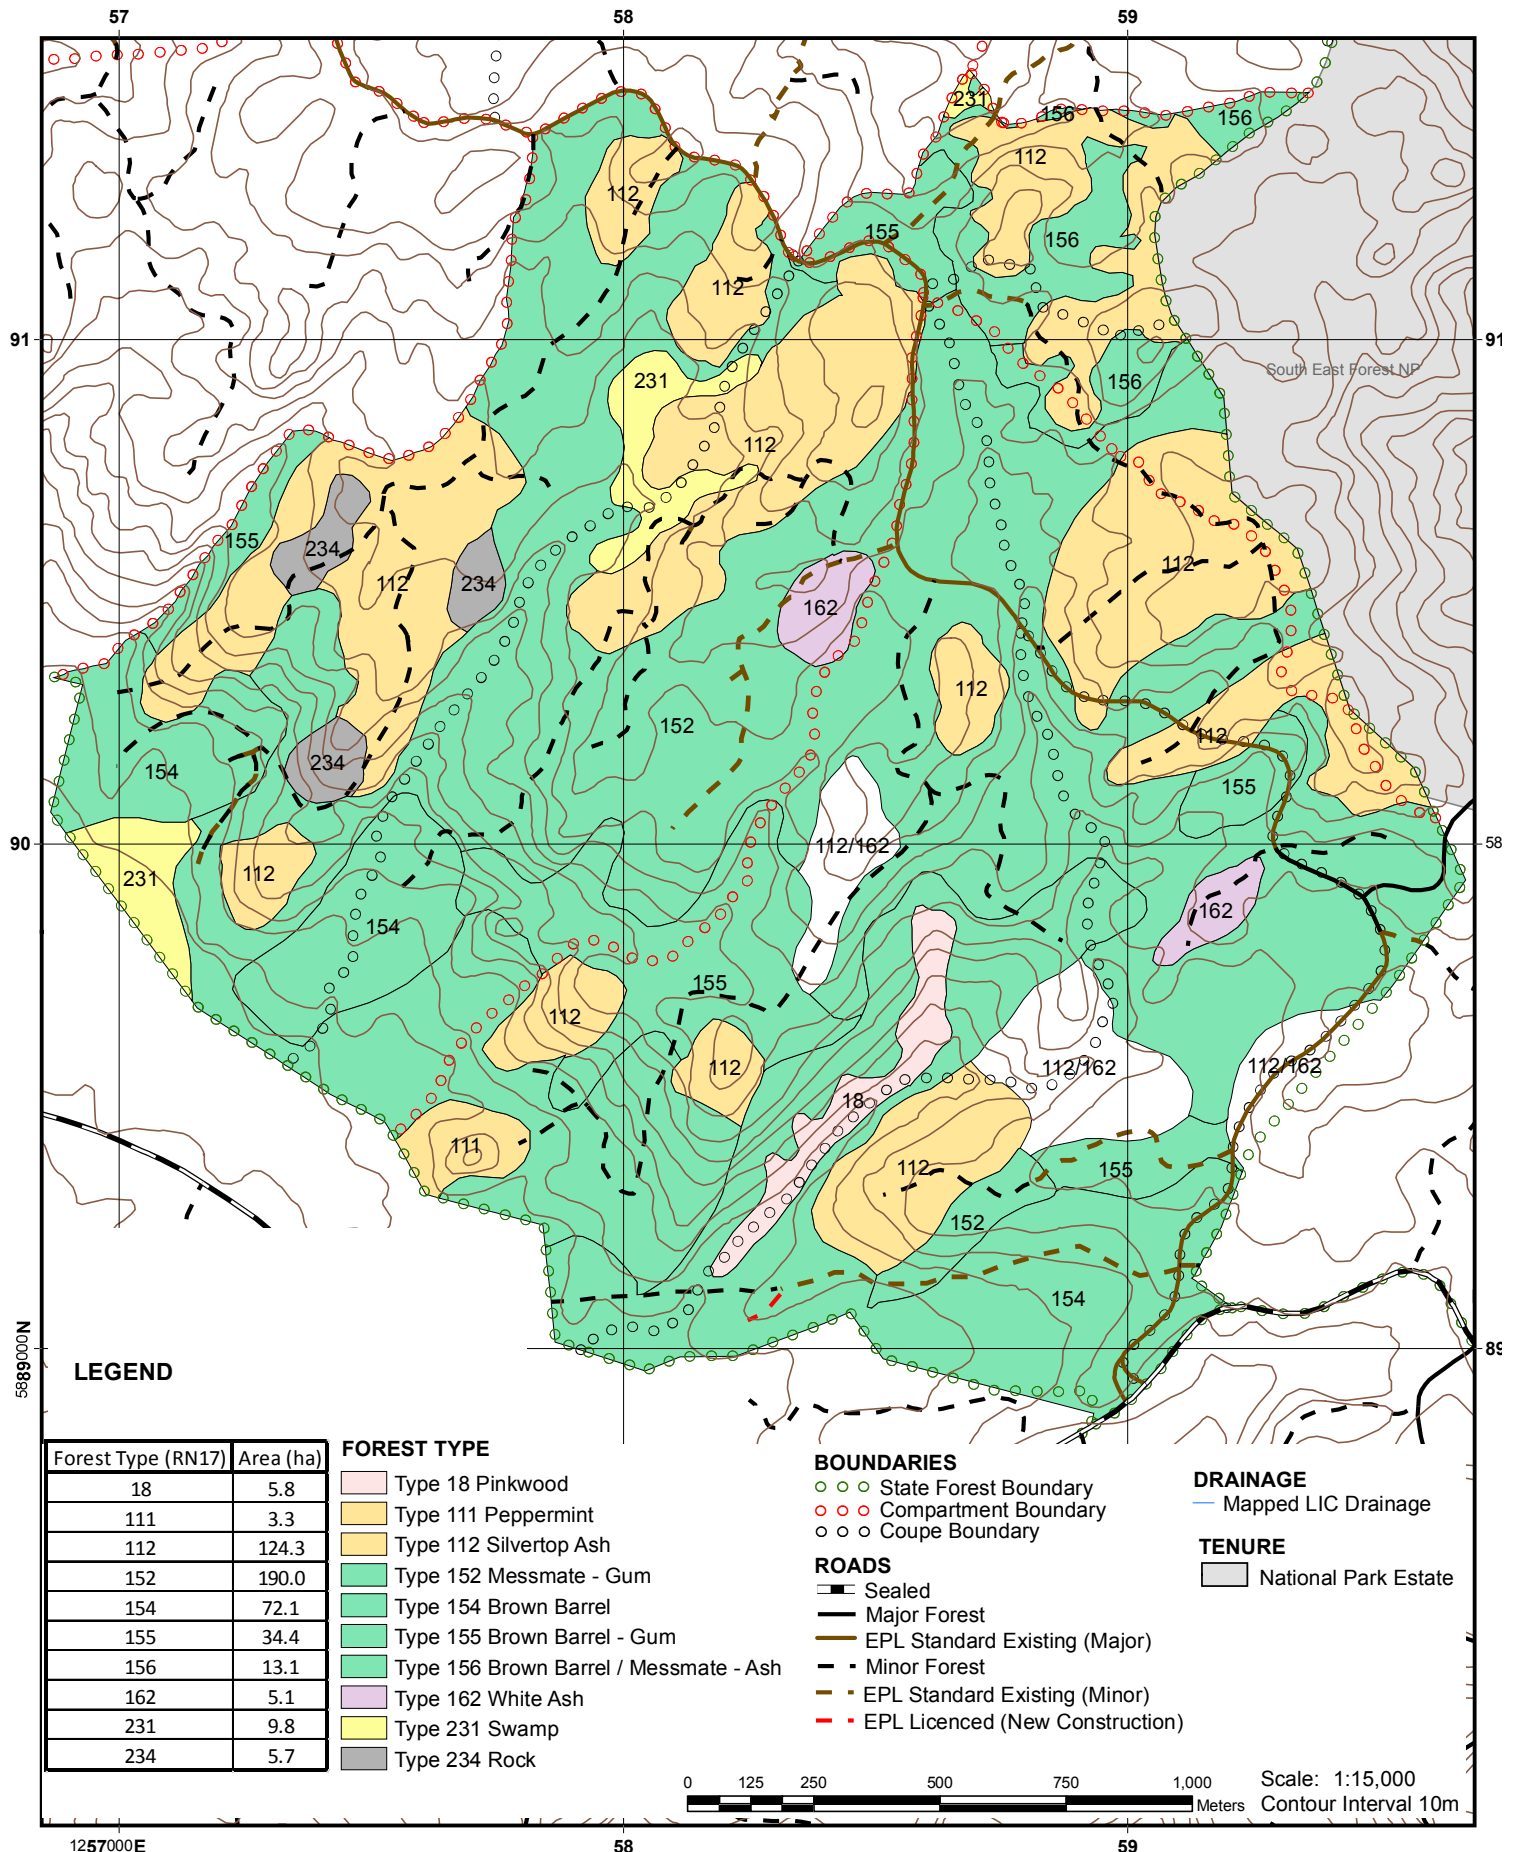 57 58 59
231
156
156
112
112
155
156
112
91
91
South East Forest NP
231
156
112
155
234
112
234
112
162
112
152
112
234
154
155
90
112/162
58
231
112
162
154
155
112
112/162
112/162
112
18
111
112
155
152
154
5889000N
89
LEGEND
Forest Type (RN17) Area (ha)
18 5.8
111 3.3
112 124.3
152 190.0
154 72.1
155 34.4
156 13.1
162 5.1
231 9.8
234 5.7
FOREST TYPE
Type 18 Pinkwood
Type 111 Peppermint
Type 112 Silvertop Ash
Type 152 Messmate - Gum
Type 154 Brown Barrel
Type 155 Brown Barrel - Gum
Type 156 Brown Barrel / Messmate - Ash
Type 162 White Ash
Type 231 Swamp
Type 234 Rock
BOUNDARIES
State Forest Boundary
Compartment Boundary
Coupe Boundary
ROADS
Sealed
Major Forest
EPL Standard Existing (Major)
Minor Forest
EPL Standard Existing (Minor)
EPL Licenced (New Construction)
DRAINAGE
Mapped LIC Drainage
TENURE
National Park Estate
0 125 250 500 750 1,000
Meters
Scale: 1:15,000
Contour Interval 10m
1257000E 58 59